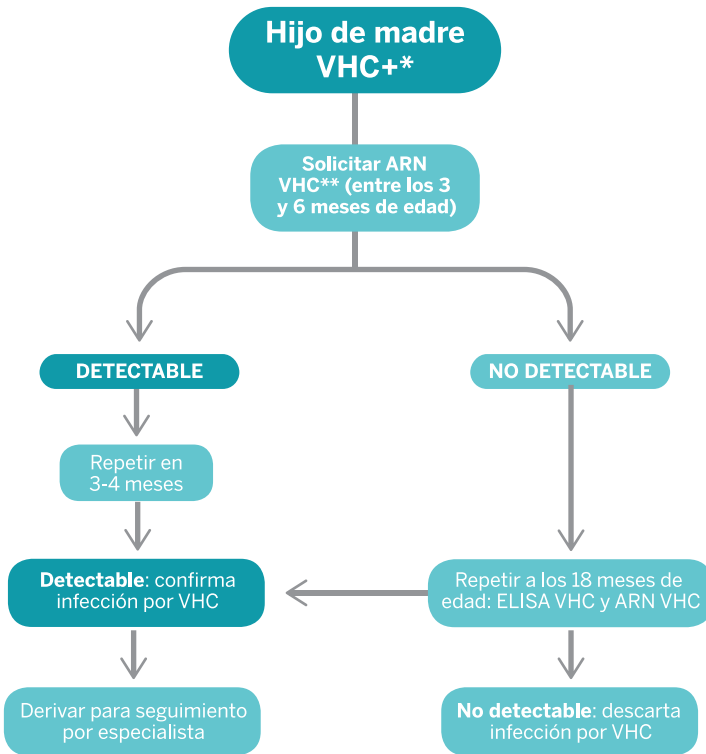 Hijo de madre
VHC+*
Solicitar ARN
VHC** (entre los 3
y 6 meses de edad)
DETECTABLE
NO DETECTABLE
Repetir en
3-4 meses
Detectable: confirma
infección por VHC
Repetir a los 18 meses de
edad: ELISA VHC y ARN VHC
Derivar para seguimiento
por especialista
No detectable: descarta
infección por VHC